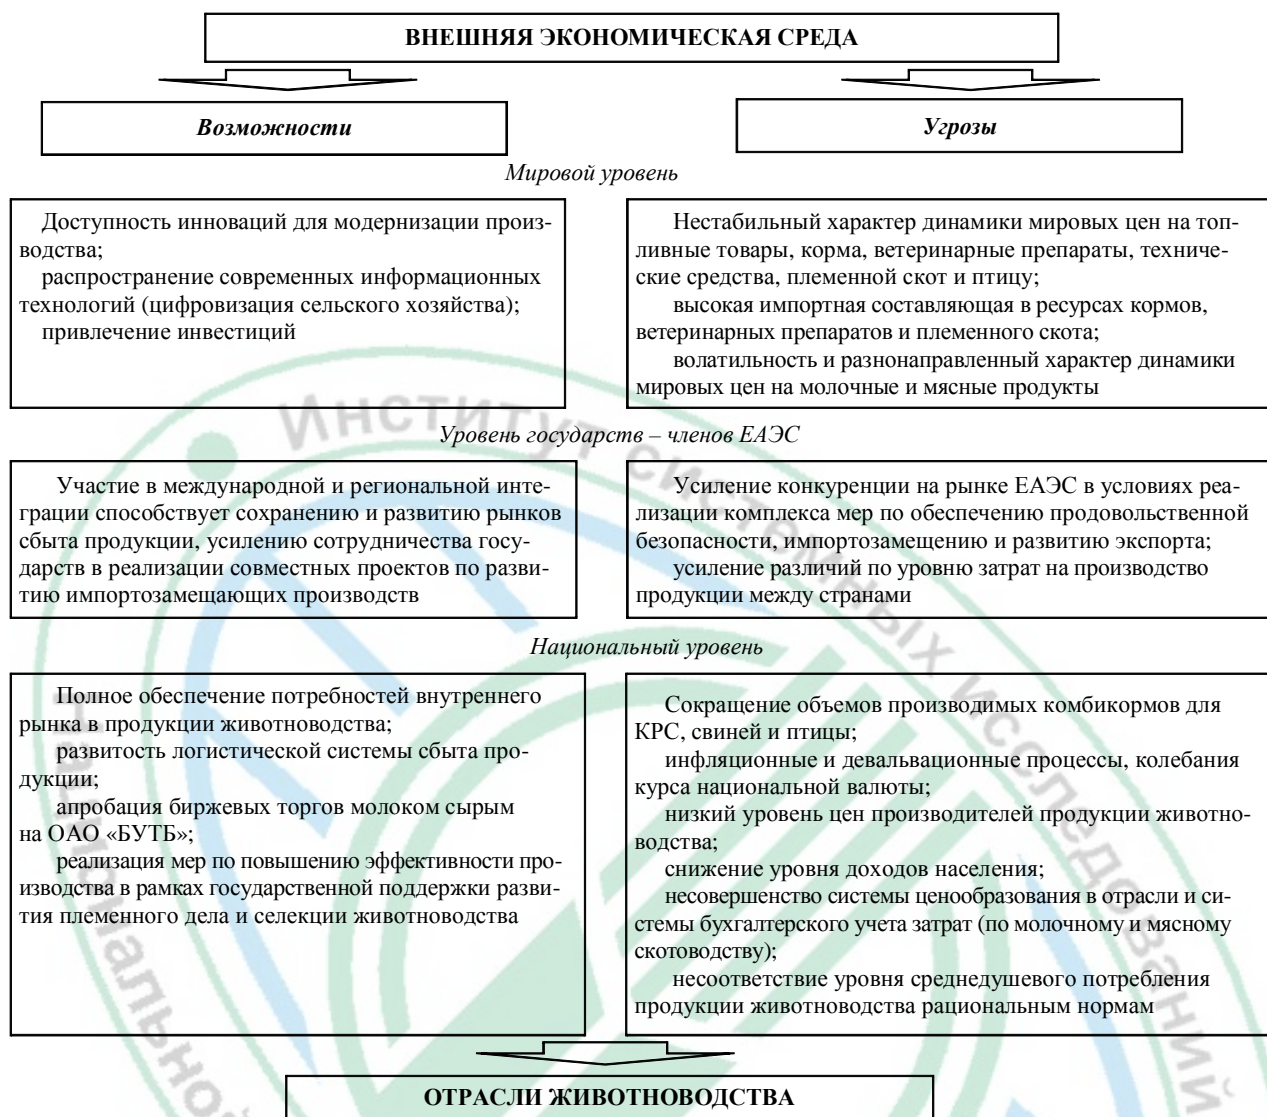 ВНЕШНЯЯ ЭКОНОМИЧЕСКАЯ СРЕДА
Возможности
Угрозы
Мировой уровень
Доступность инноваций для модернизации произ-
водства;
распространение современных информационных
технологий (цифровизация сельского хозяйства);
привлечение инвестиций
Нестабильный характер динамики мировых цен на топ-
ливные товары, корма, ветеринарные препараты, техниче-
ские средства, племенной скот и птицу;
высокая импортная составляющая в ресурсах кормов,
ветеринарных препаратов и племенного скота;
волатильность и разнонаправленный характер динамики
мировых цен на молочные и мясные продукты
Уровень государств – членов ЕАЭС
Участие в международной и региональной инте-
грации способствует сохранению и развитию рынков
сбыта продукции, усилению сотрудничества госу-
дарств в реализации совместных проектов по разви-
тию импортозамещающих производств
Усиление конкуренции на рынке ЕАЭС в условиях реа-
лизации комплекса мер по обеспечению продовольственной
безопасности, импортозамещению и развитию экспорта;
усиление различий по уровню затрат на производство
продукции между странами
Национальный уровень
Полное обеспечение потребностей внутреннего
рынка в продукции животноводства;
развитость логистической системы сбыта про-
дукции;
апробация биржевых торгов молоком сырым
на ОАО «БУТБ»;
реализация мер по повышению эффективности про-
изводства в рамках государственной поддержки разви-
тия племенного дела и селекции животноводства
Сокращение объемов производимых комбикормов для
КРС, свиней и птицы;
инфляционные и девальвационные процессы, колебания
курса национальной валюты;
низкий уровень цен производителей продукции животно-
водства;
снижение уровня доходов населения;
несовершенство системы ценообразования в отрасли и си-
стемы бухгалтерского учета затрат (по молочному и мясному
скотоводству);
несоответствие уровня среднедушевого потребления
продукции животноводства рациональным нормам
ОТРАСЛИ ЖИВОТНОВОДСТВА
Институт системных исследований
Национальной